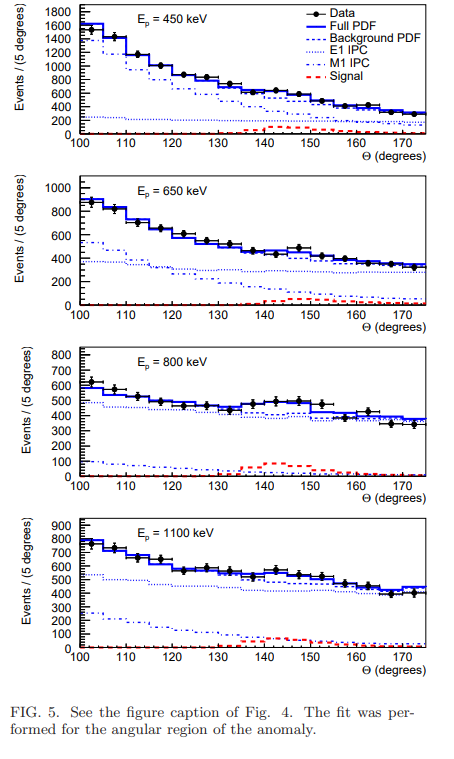 E_p = 450 keV
Data
Full PDF
Background PDF
E1 IPC
M1 IPC
Signal
Events / (5 degrees)
1800
1600
1400
1200
1000
800
600
400
200
0
100 110 120 130 140 150 160 170
Θ (degrees)
E_p = 650 keV
Events / (5 degrees)
1000
800
600
400
200
0
100 110 120 130 140 150 160 170
Θ (degrees)
E_p = 800 keV
Events / (5 degrees)
800
700
600
500
400
300
200
100
0
100 110 120 130 140 150 160 170
Θ (degrees)
E_p = 1100 keV
Events / (5 degrees)
900
800
700
600
500
400
300
200
100
0
100 110 120 130 140 150 160 170
Θ (degrees)
FIG. 5. See the figure caption of Fig. 4. The fit was per-
formed for the angular region of the anomaly.